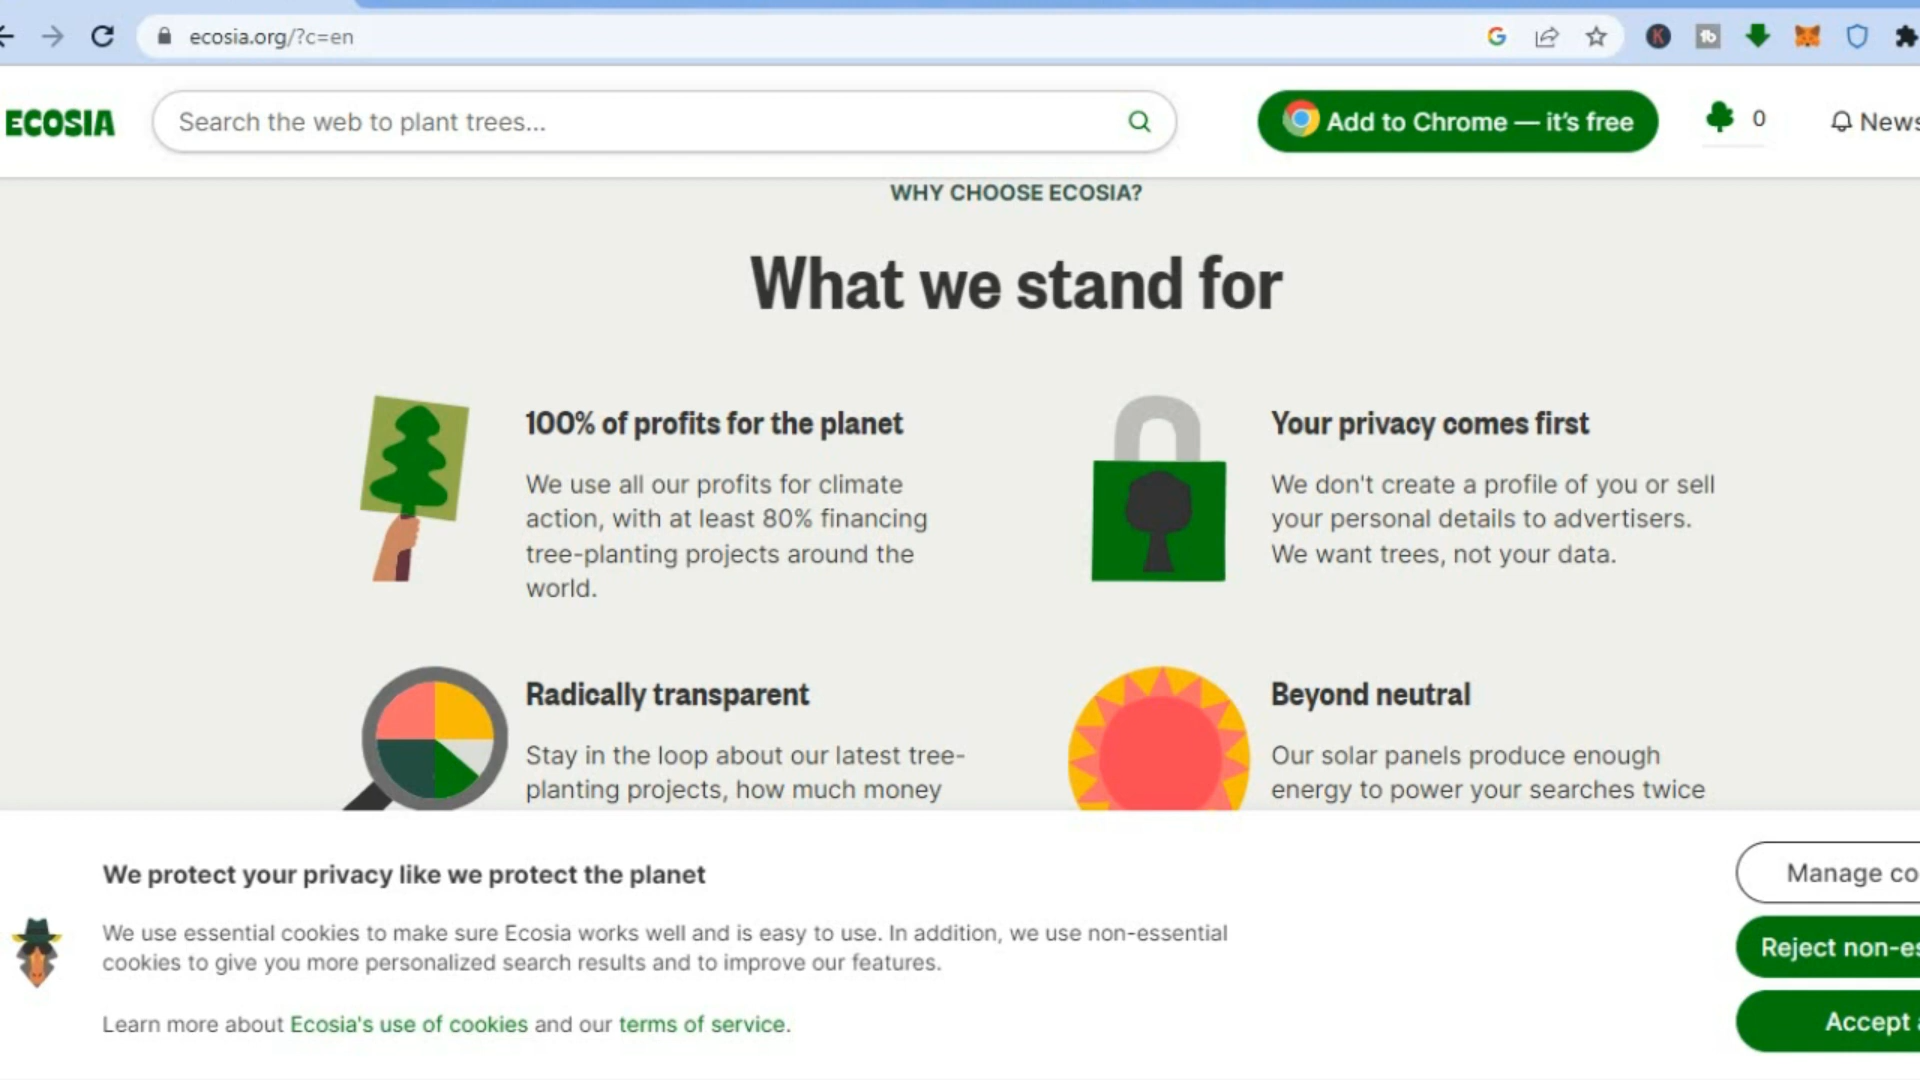 ecosia.org/?c=en
ECOSIA
Search the web to plant trees...
Add to Chrome — it's free
0
News
WHY CHOOSE ECOSIA?
What we stand for
100% of profits for the planet
We use all our profits for climate
action, with at least 80% financing
tree-planting projects around the
world.
Your privacy comes first
We don't create a profile of you or sell
your personal details to advertisers.
We want trees, not your data.
Radically transparent
Stay in the loop about our latest tree-
planting projects, how much money
Beyond neutral
Our solar panels produce enough
energy to power your searches twice
We protect your privacy like we protect the planet
We use essential cookies to make sure Ecosia works well and is easy to use. In addition, we use non-essential
cookies to give you more personalized search results and to improve our features.
Learn more about Ecosia's use of cookies and our terms of service.
Manage co
Reject non-es
Accept